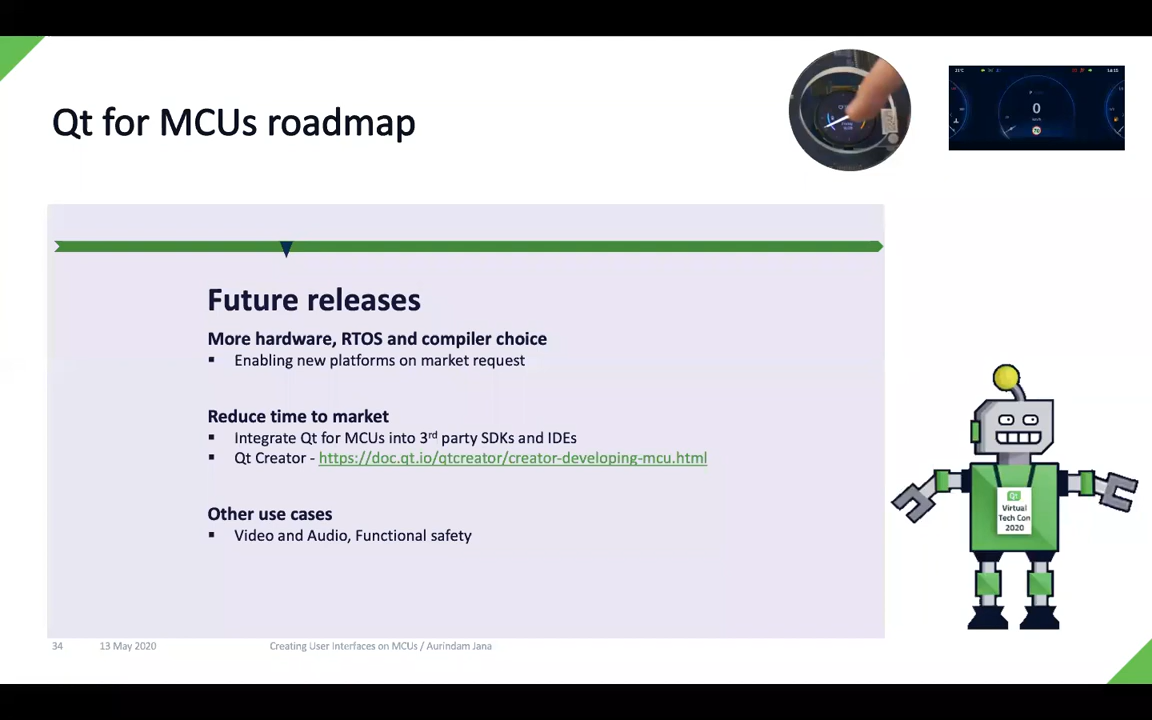 Qt for MCUs roadmap
0
Future releases
More hardware, RTOS and compiler choice
▪ Enabling new platforms on market request
Reduce time to market
▪ Integrate Qt for MCUs into 3rd party SDKs and IDEs
▪ Qt Creator - https://doc.qt.io/qtcreator/creator-developing-mcu.html
Other use cases
▪ Video and Audio, Functional safety
Qt
Virtual
Tech Con
2020
34 13 May 2020 Creating User Interfaces on MCUs / Aurindam Jana